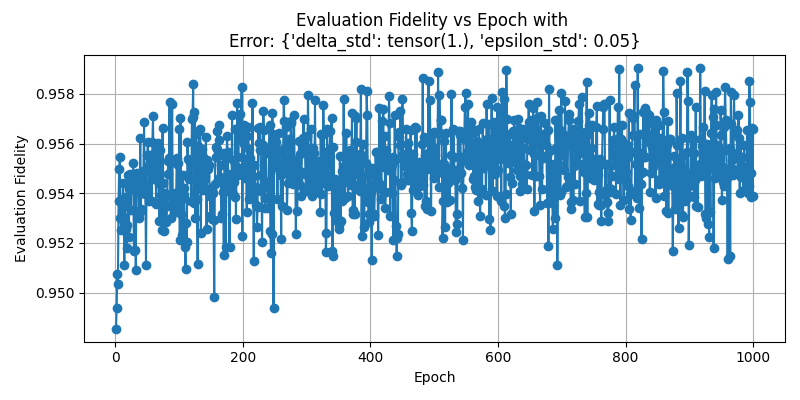 Evaluation Fidelity vs Epoch with
Error: {'delta_std': tensor(1.), 'epsilon_std': 0.05}
Evaluation Fidelity
0.958
0.956
0.954
0.952
0.950
0
200
400
600
800
1000
Epoch